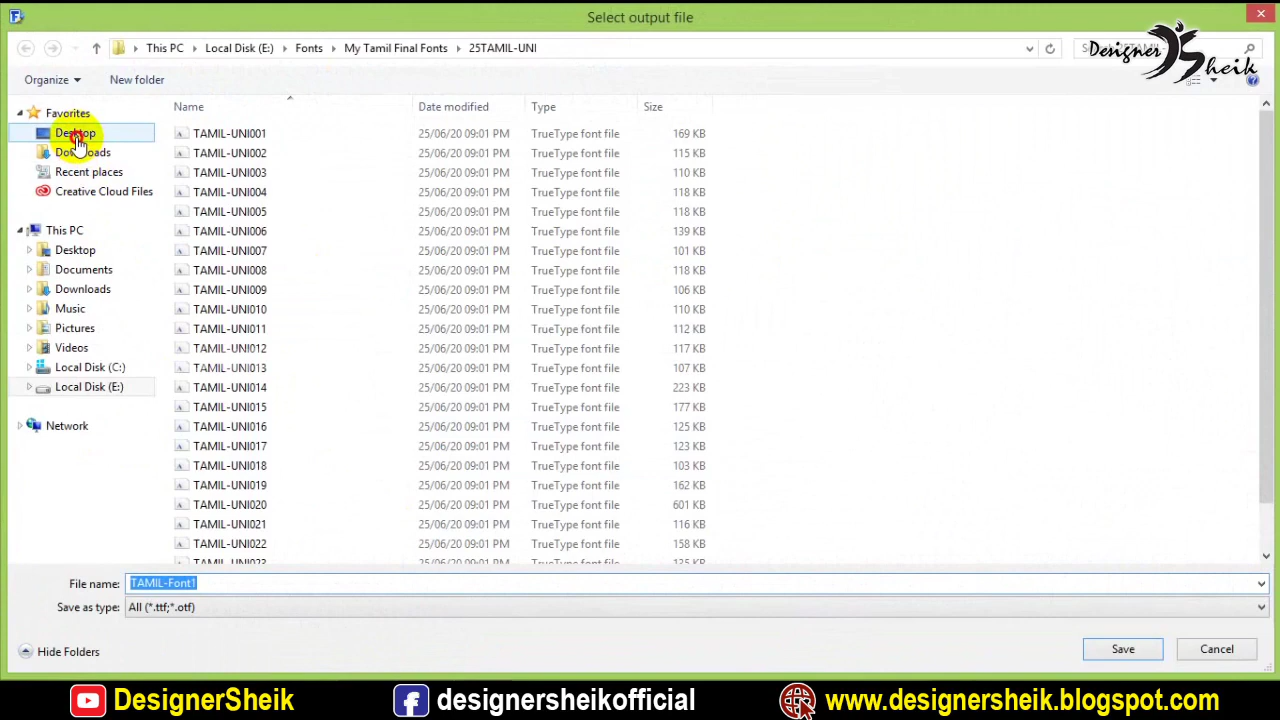 Select output file
This PC Local Disk (E:) Fonts My Tamil Final Fonts 25TAMIL-UNI
Designer Sheik
Organize New folder
Name Date modified Type Size
Favorites
Desktop
Downloads
Recent places
Creative Cloud Files
This PC
Desktop
Documents
Downloads
Music
Pictures
Videos
Local Disk (C:)
Local Disk (E:)
Network
TAMIL-UNI001 25/06/20 09:01 PM TrueType font file 169 KB
TAMIL-UNI002 25/06/20 09:01 PM TrueType font file 115 KB
TAMIL-UNI003 25/06/20 09:01 PM TrueType font file 110 KB
TAMIL-UNI004 25/06/20 09:01 PM TrueType font file 118 KB
TAMIL-UNI005 25/06/20 09:01 PM TrueType font file 118 KB
TAMIL-UNI006 25/06/20 09:01 PM TrueType font file 139 KB
TAMIL-UNI007 25/06/20 09:01 PM TrueType font file 101 KB
TAMIL-UNI008 25/06/20 09:01 PM TrueType font file 118 KB
TAMIL-UNI009 25/06/20 09:01 PM TrueType font file 106 KB
TAMIL-UNI010 25/06/20 09:01 PM TrueType font file 110 KB
TAMIL-UNI011 25/06/20 09:01 PM TrueType font file 112 KB
TAMIL-UNI012 25/06/20 09:01 PM TrueType font file 117 KB
TAMIL-UNI013 25/06/20 09:01 PM TrueType font file 368 KB
TAMIL-UNI014 25/06/20 09:01 PM TrueType font file 223 KB
TAMIL-UNI015 25/06/20 09:01 PM TrueType font file 177 KB
TAMIL-UNI016 25/06/20 09:01 PM TrueType font file 125 KB
TAMIL-UNI017 25/06/20 09:01 PM TrueType font file 123 KB
TAMIL-UNI018 25/06/20 09:01 PM TrueType font file 103 KB
TAMIL-UNI019 25/06/20 09:01 PM TrueType font file 162 KB
TAMIL-UNI020 25/06/20 09:01 PM TrueType font file 601 KB
TAMIL-UNI021 25/06/20 09:01 PM TrueType font file 116 KB
TAMIL-UNI022 25/06/20 09:01 PM TrueType font file 158 KB
TAMIL-UNI023 25/06/20 09:01 PM TrueType font file 135 KB
File name: TAMIL-Font1
Save as type: All (*.ttf;*.otf)
Hide Folders Save Cancel
DesignerSheik designersheikofficial www.designersheik.blogspot.com